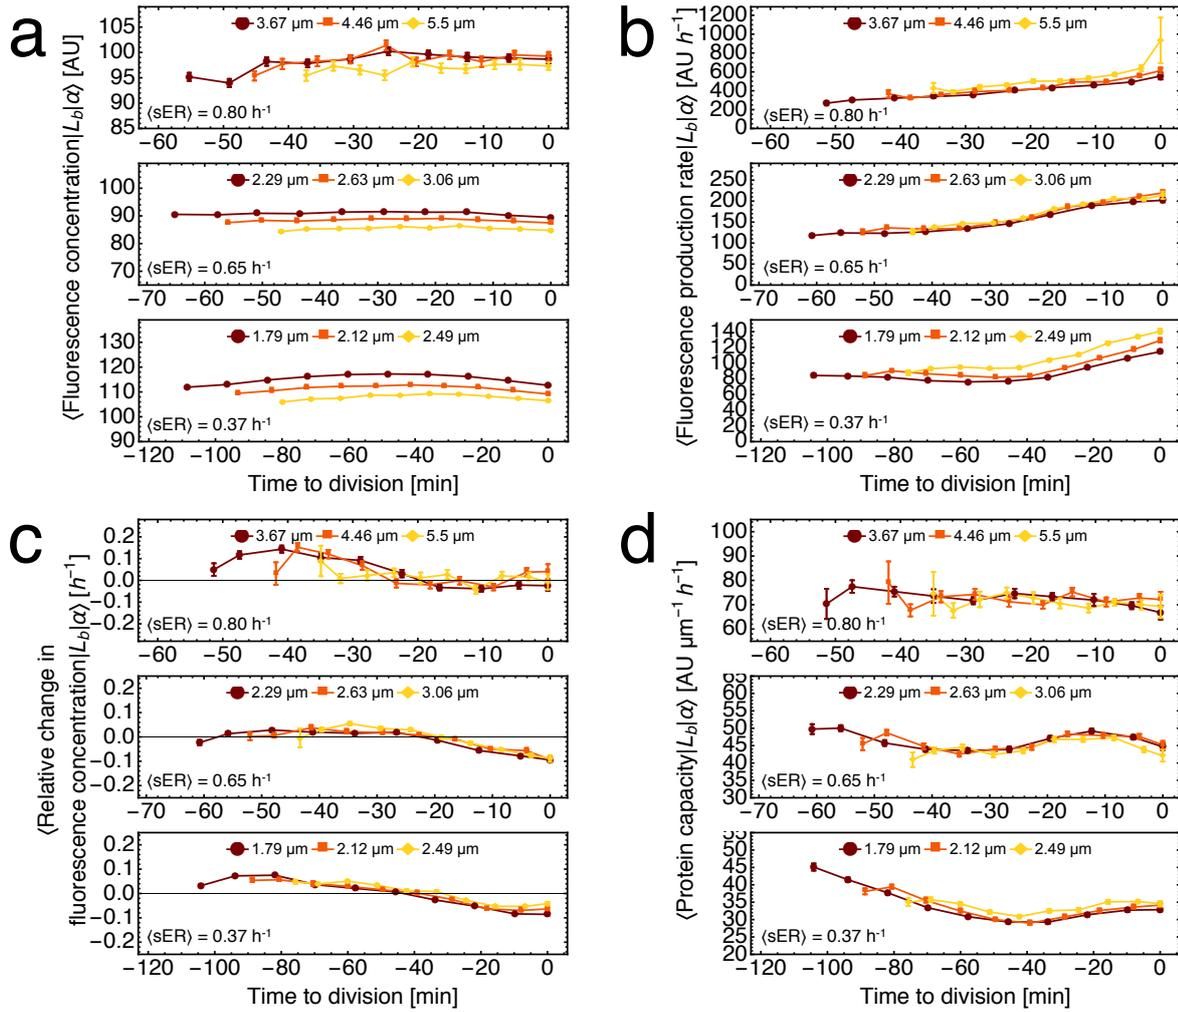 a
⟨Fluorescence concentration|L_b|α⟩ [AU]
3.67 µm 4.46 µm 5.5 µm
105
100
95
90
85
⟨sER⟩ = 0.80 h⁻¹
−60 −50 −40 −30 −20 −10 0
2.29 µm 2.63 µm 3.06 µm
100
90
80
70
⟨sER⟩ = 0.65 h⁻¹
−70 −60 −50 −40 −30 −20 −10 0
1.79 µm 2.12 µm 2.49 µm
130
120
110
100
90
⟨sER⟩ = 0.37 h⁻¹
−120 −100 −80 −60 −40 −20 0
Time to division [min]
b
⟨Fluorescence production rate|L_b|α⟩ [AU h⁻¹]
3.67 µm 4.46 µm 5.5 µm
1200
1000
800
600
400
200
0
⟨sER⟩ = 0.80 h⁻¹
−60 −50 −40 −30 −20 −10 0
2.29 µm 2.63 µm 3.06 µm
250
200
150
100
50
0
⟨sER⟩ = 0.65 h⁻¹
−70 −60 −50 −40 −30 −20 −10 0
1.79 µm 2.12 µm 2.49 µm
140
120
100
80
60
40
20
0
⟨sER⟩ = 0.37 h⁻¹
−120 −100 −80 −60 −40 −20 0
Time to division [min]
c
⟨Relative change in
fluorescence concentration|L_b|α⟩ [h⁻¹]
3.67 µm 4.46 µm 5.5 µm
0.2
0.1
0.0
−0.1
−0.2
⟨sER⟩ = 0.80 h⁻¹
−60 −50 −40 −30 −20 −10 0
2.29 µm 2.63 µm 3.06 µm
0.2
0.1
0.0
−0.1
−0.2
⟨sER⟩ = 0.65 h⁻¹
−70 −60 −50 −40 −30 −20 −10 0
1.79 µm 2.12 µm 2.49 µm
0.2
0.1
0.0
−0.1
−0.2
⟨sER⟩ = 0.37 h⁻¹
−120 −100 −80 −60 −40 −20 0
Time to division [min]
d
⟨Protein capacity|L_b|α⟩ [AU µm⁻¹ h⁻¹]
3.67 µm 4.46 µm 5.5 µm
100
90
80
70
60
⟨sER⟩ = 0.80 h⁻¹
−60 −50 −40 −30 −20 −10 0
2.29 µm 2.63 µm 3.06 µm
65
60
55
50
45
40
35
30
⟨sER⟩ = 0.65 h⁻¹
−70 −60 −50 −40 −30 −20 −10 0
1.79 µm 2.12 µm 2.49 µm
55
50
45
40
35
30
25
20
⟨sER⟩ = 0.37 h⁻¹
−120 −100 −80 −60 −40 −20 0
Time to division [min]